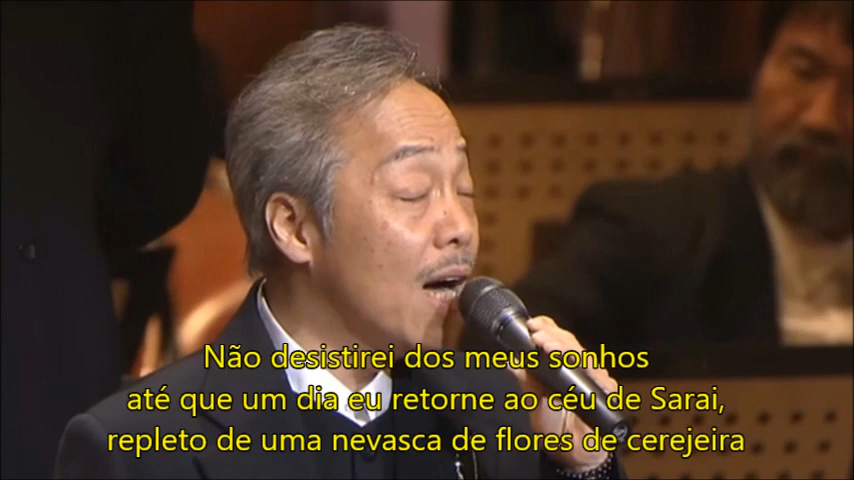 Não desistirei dos meus sonhos
até que um dia eu retorne ao céu de Sarai,
repleto de uma nevasca de flores de cerejeira